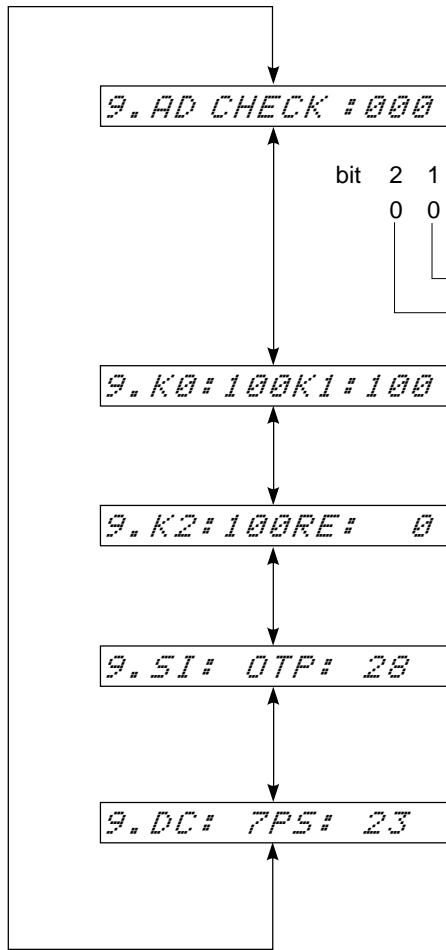 9.AD CHECK :000
bit 2 1
0 0
9.K0:100K1:100
9.K2:100RE: 0
9.SI: 0TP: 28
9.DC: 7PS: 23